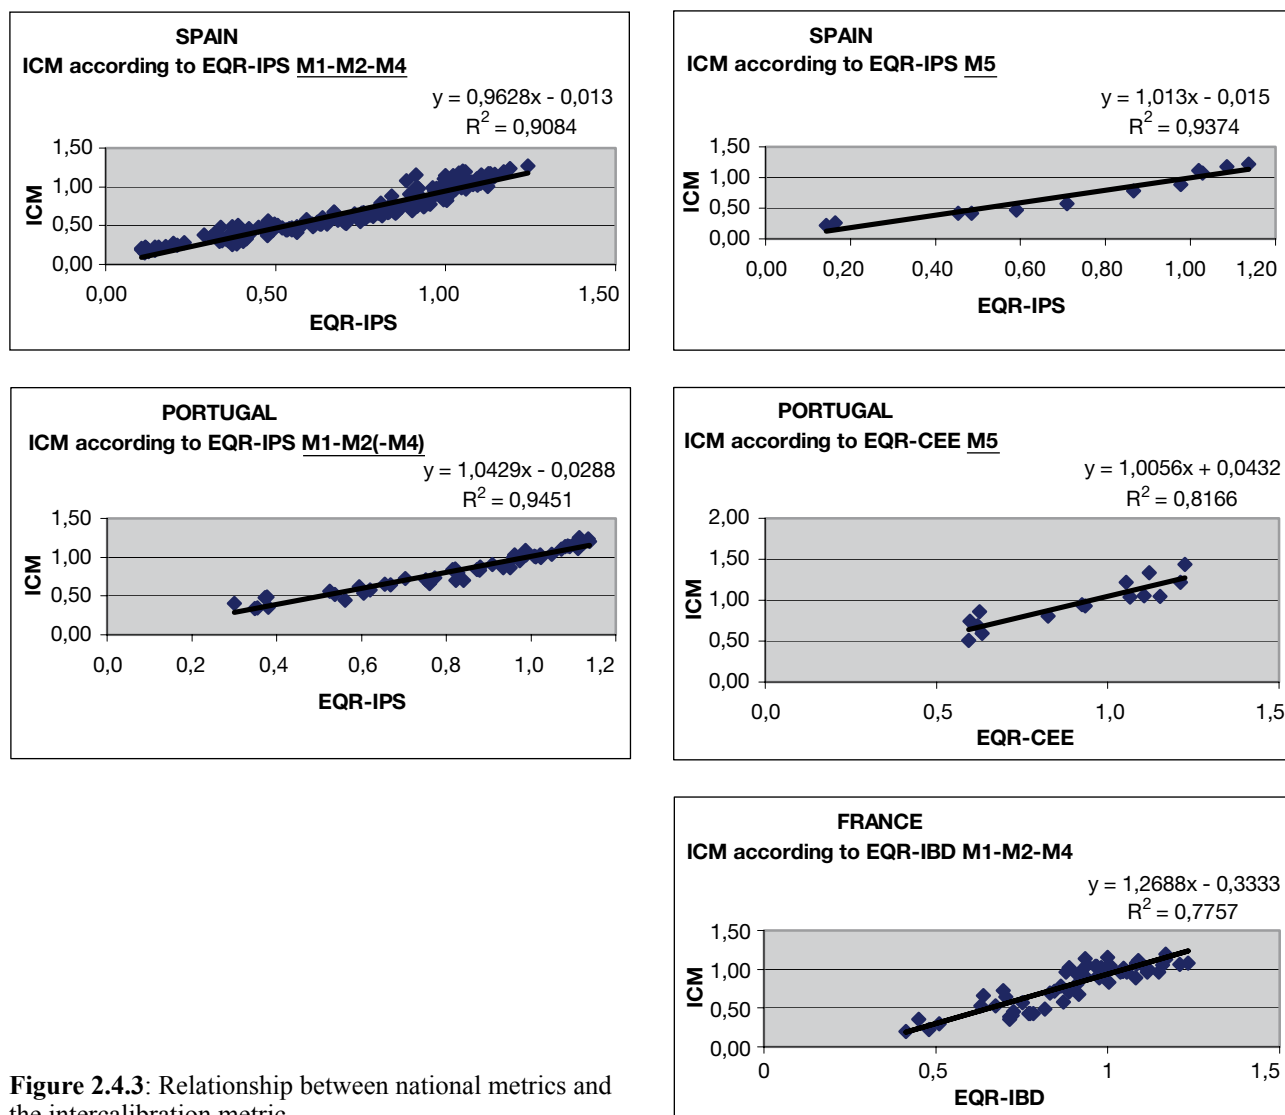 SPAIN
ICM according to EQR-IPS M1-M2-M4
y = 0,9628x - 0,013
R² = 0,9084
1,50
1,00
0,50
0,00
ICM
0,00 0,50 1,00 1,50
EQR-IPS
SPAIN
ICM according to EQR-IPS M5
y = 1,013x - 0,015
R² = 0,9374
1,50
1,00
0,50
0,00
ICM
0,00 0,20 0,40 0,60 0,80 1,00 1,20
EQR-IPS
PORTUGAL
ICM according to EQR-IPS M1-M2(-M4)
y = 1,0429x - 0,0288
R² = 0,9451
1,50
1,00
0,50
0,00
ICM
0,0 0,2 0,4 0,6 0,8 1,0 1,2
EQR-IPS
PORTUGAL
ICM according to EQR-CEE M5
y = 1,0056x + 0,0432
R² = 0,8166
2,00
1,50
1,00
0,50
0,00
ICM
0,0 0,5 1,0 1,5
EQR-CEE
FRANCE
ICM according to EQR-IBD M1-M2-M4
y = 1,2688x - 0,3333
R² = 0,7757
1,50
1,00
0,50
0,00
ICM
0 0,5 1 1,5
EQR-IBD
Figure 2.4.3: Relationship between national metrics and
the intercalibration metric